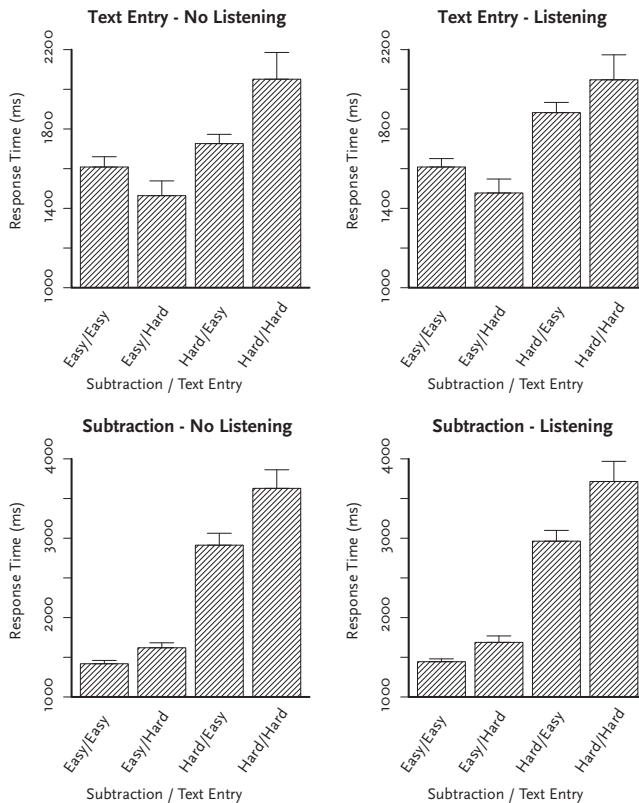 Text Entry - No Listening
Response Time (ms)
2200
1800
1400
1000
Easy/Easy
Easy/Hard
Hard/Easy
Hard/Hard
Subtraction / Text Entry
Text Entry - Listening
Response Time (ms)
2200
1800
1400
1000
Easy/Easy
Easy/Hard
Hard/Easy
Hard/Hard
Subtraction / Text Entry
Subtraction - No Listening
Response Time (ms)
4000
3000
2000
1000
Easy/Easy
Easy/Hard
Hard/Easy
Hard/Hard
Subtraction / Text Entry
Subtraction - Listening
Response Time (ms)
4000
3000
2000
1000
Easy/Easy
Easy/Hard
Hard/Easy
Hard/Hard
Subtraction / Text Entry